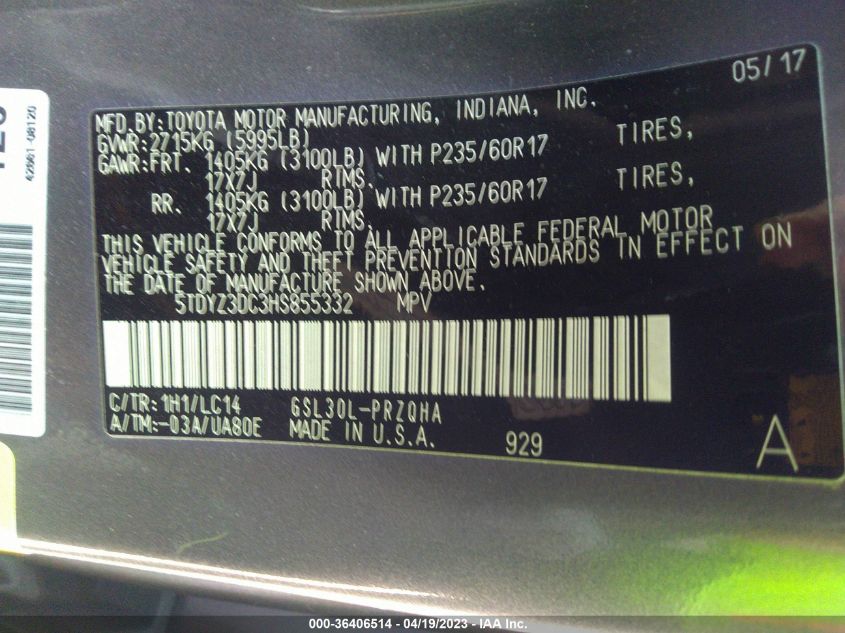 05/17
MFD.BY:TOYOTA MOTOR MANUFACTURING, INDIANA, INC.
GVWR:2715KG (5995LB)
GAWR:FRT. 1405KG (3100LB) WITH P235/60R17 TIRES,
17X7J RIMS,
RR. 1405KG (3100LB) WITH P235/60R17 TIRES,
17X7J RIMS,
THIS VEHICLE CONFORMS TO ALL APPLICABLE FEDERAL MOTOR
VEHICLE SAFETY AND THEFT PREVENTION STANDARDS IN EFFECT ON
THE DATE OF MANUFACTURE SHOWN ABOVE.
5TDYZ3DC3HS855332 MPV
C/TR:1H1/LC14 GSL30L-PRZQHA
A/TM:-03A/UA80E MADE IN U.S.A. 929 A
42661-08120
000-36406514 - 04/19/2023 - IAA Inc.